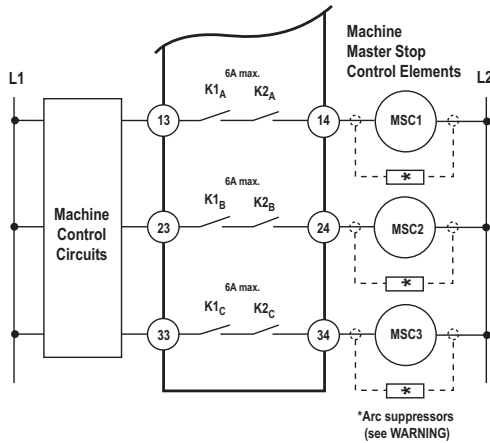 Machine
Master Stop
Control Elements
L1
L2
6A max.
K1A K2A
13
14
MSC1
*
6A max.
K1B K2B
Machine
Control
Circuits
23
24
MSC2
*
6A max.
K1C K2C
33
34
MSC3
*
*Arc suppressors
(see WARNING)